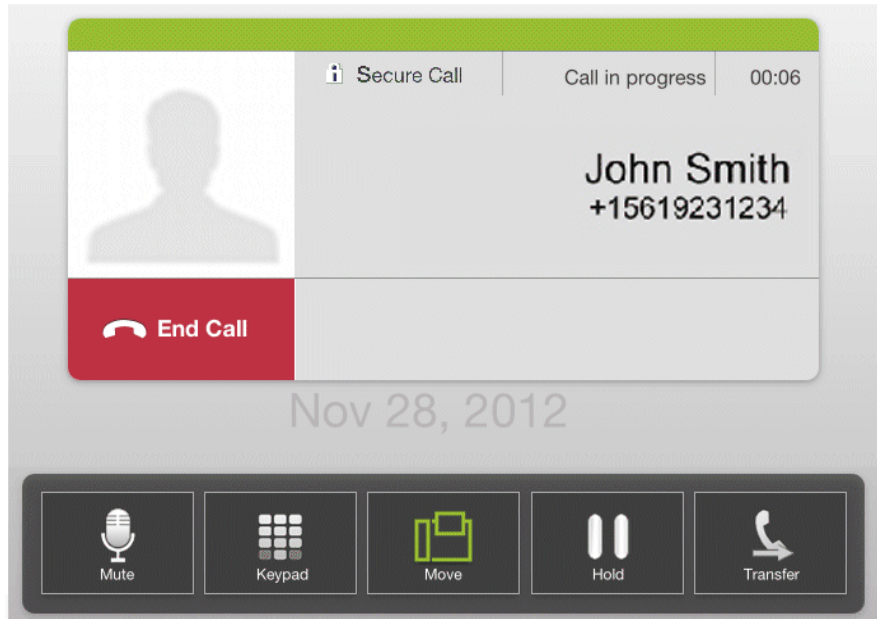 Secure Call Call in progress 00:06
John Smith
+15619231234
End Call
Nov 28, 2012
Mute Keypad Move Hold Transfer